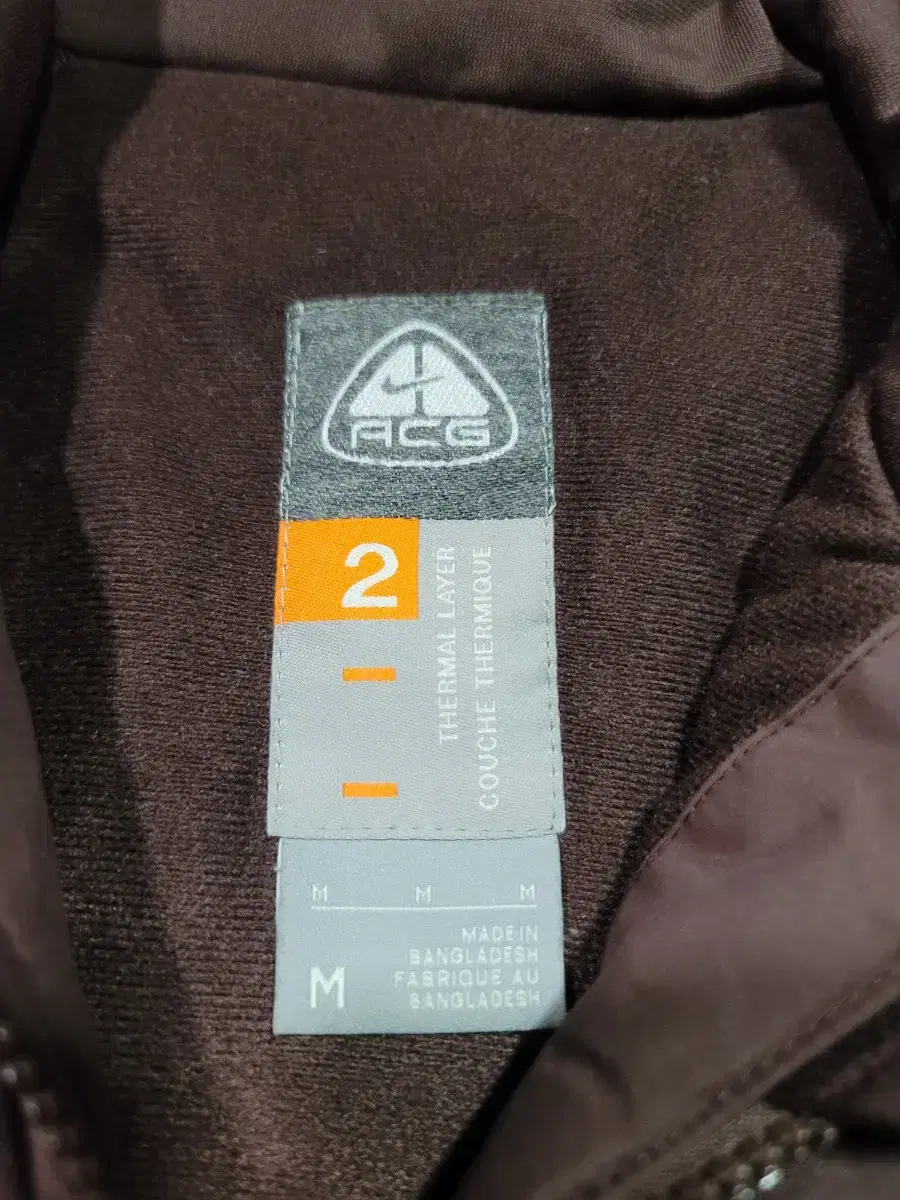 ACG
2
THERMAL LAYER
COUCHE THERMIQUE
M M M
M
MADE IN
BANGLADESH
FABRIQUE AU
BANGLADESH